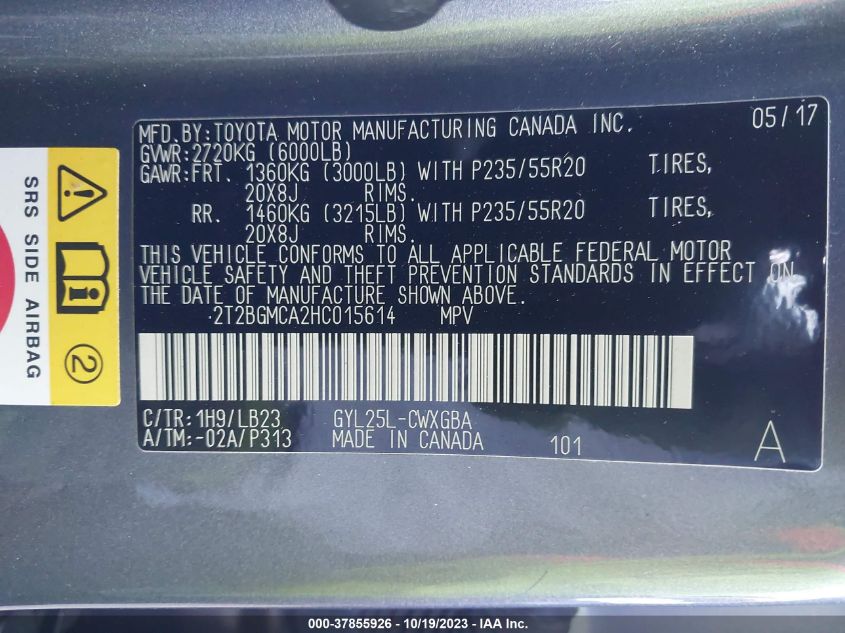 MFD.BY:TOYOTA MOTOR MANUFACTURING CANADA INC. 05/17
GVWR:2720KG (6000LB)
GAWR:FRT. 1360KG (3000LB) WITH P235/55R20 TIRES,
20X8J RIMS.
RR. 1460KG (3215LB) WITH P235/55R20 TIRES,
20X8J RIMS.
THIS VEHICLE CONFORMS TO ALL APPLICABLE FEDERAL MOTOR
VEHICLE SAFETY AND THEFT PREVENTION STANDARDS IN EFFECT ON
THE DATE OF MANUFACTURE SHOWN ABOVE.
2T2BGMCA2HC015614 MPV
C/TR:1H9/LB23 GYL25L-CWXGBA
A/TM:-02A/P313 MADE IN CANADA 101 A
SRS SIDE AIRBAG
2
000-37855926 - 10/19/2023 - IAA Inc.